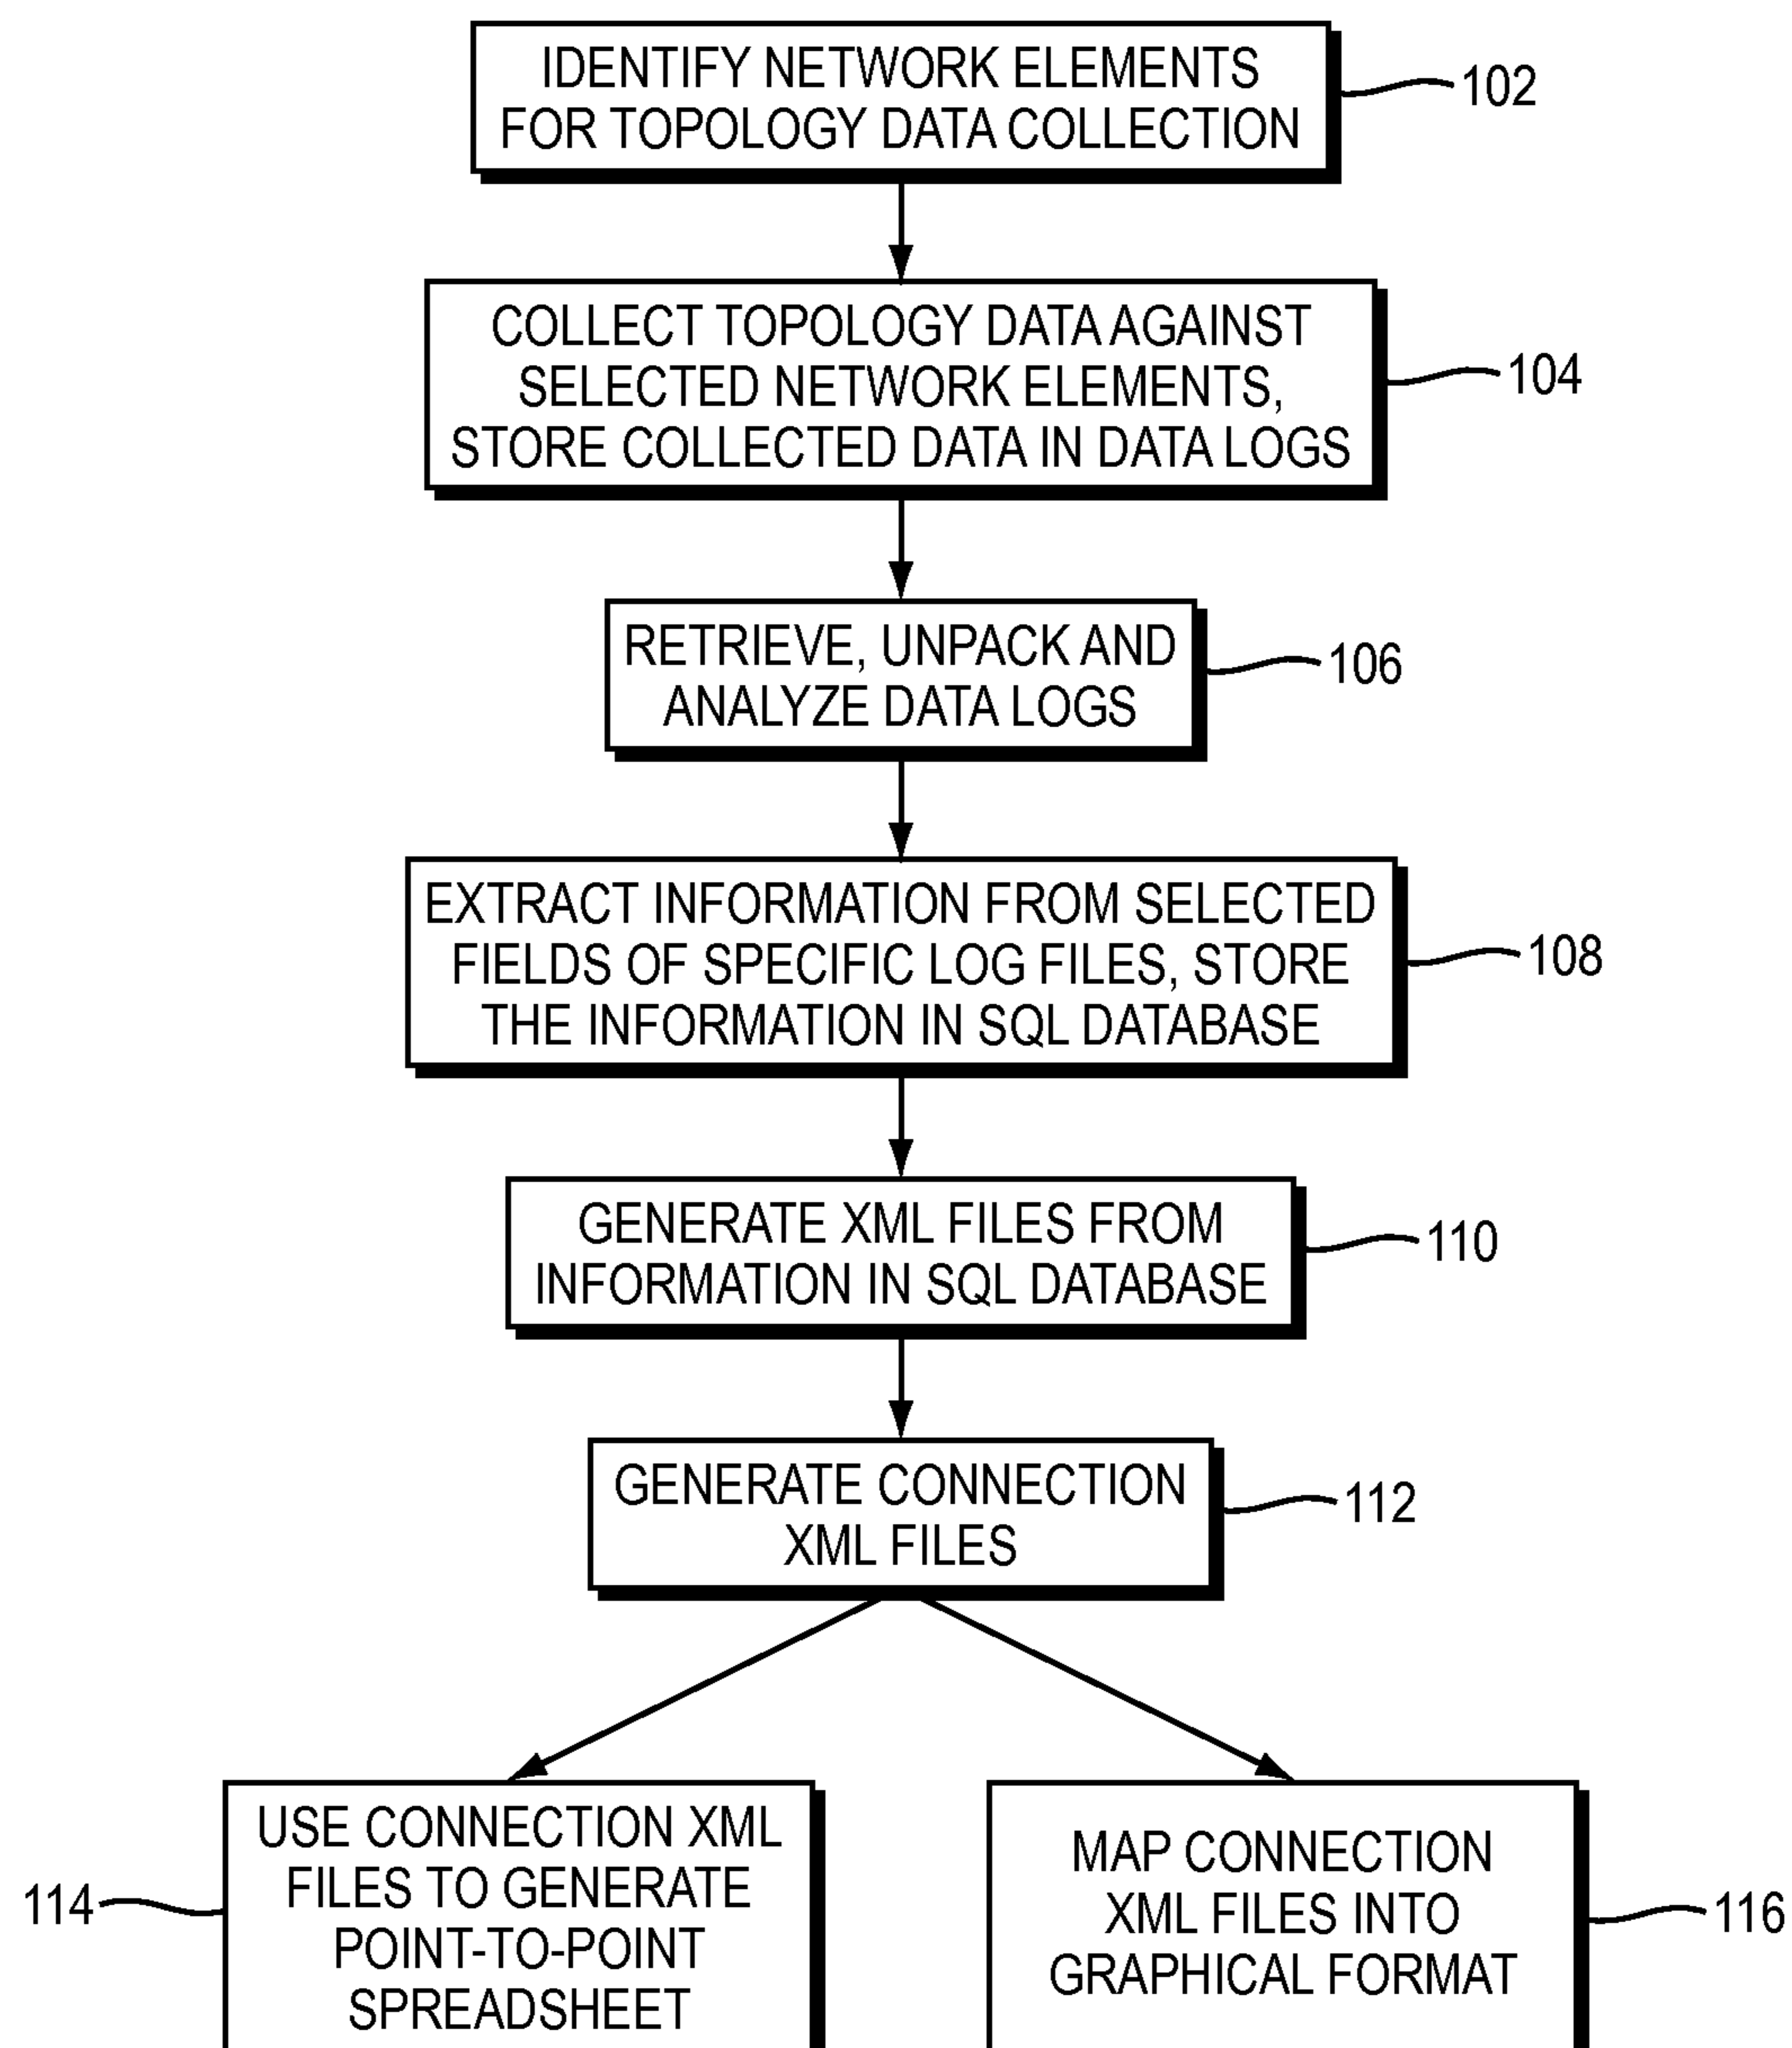 IDENTIFY NETWORK ELEMENTS
FOR TOPOLOGY DATA COLLECTION
102
COLLECT TOPOLOGY DATA AGAINST
SELECTED NETWORK ELEMENTS,
STORE COLLECTED DATA IN DATA LOGS
104
RETRIEVE, UNPACK AND
ANALYZE DATA LOGS
106
EXTRACT INFORMATION FROM SELECTED
FIELDS OF SPECIFIC LOG FILES, STORE
THE INFORMATION IN SQL DATABASE
108
GENERATE XML FILES FROM
INFORMATION IN SQL DATABASE
110
GENERATE CONNECTION
XML FILES
112
USE CONNECTION XML
FILES TO GENERATE
POINT-TO-POINT
SPREADSHEET
114
MAP CONNECTION
XML FILES INTO
GRAPHICAL FORMAT
116